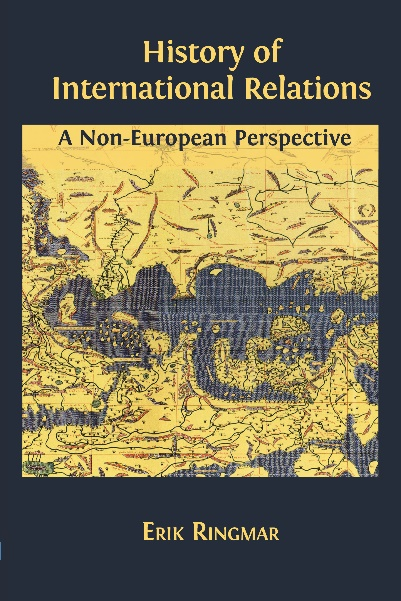 History of
International Relations
A Non-European Perspective
Erik Ringmar